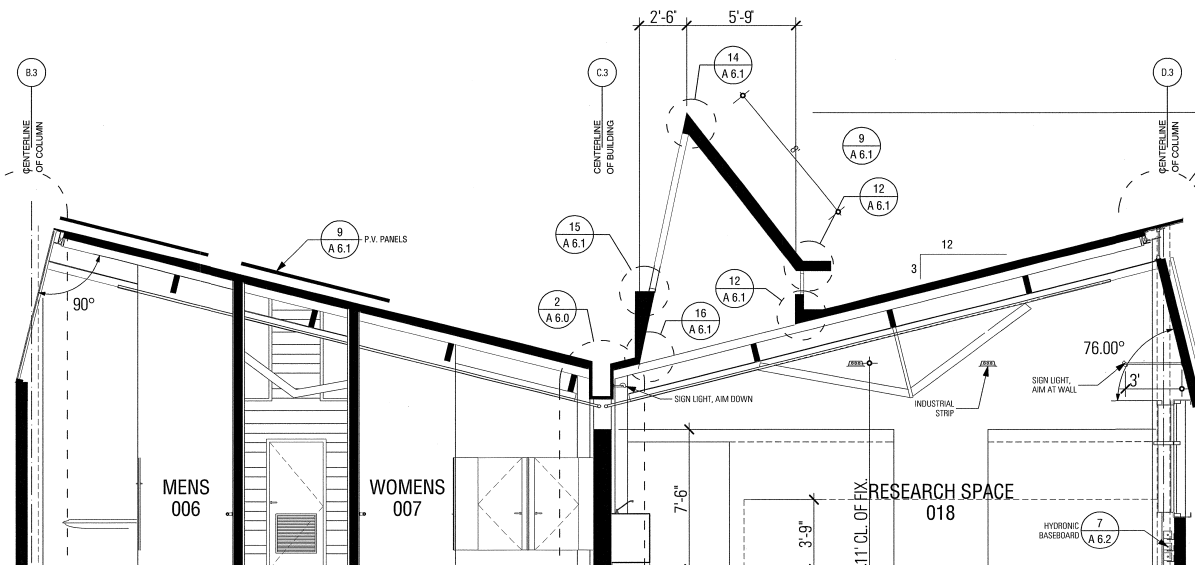 2'-6"
5'-9"
B.3
CENTERLINE
OF COLUMN
C.3
CENTERLINE
OF BUILDING
14
A 6.1
D.3
CENTERLINE
OF COLUMN
8'
9
A 6.1
12
A 6.1
9
A 6.1
P.V. PANELS
15
A 6.1
12
3
90°
2
A 6.0
12
A 6.1
16
A 6.1
76.00°
3'
SIGN LIGHT,
AIM AT WALL
SIGN LIGHT, AIM DOWN
INDUSTRIAL
STRIP
MENS
006
WOMENS
007
7'-6"
3'-9"
11' CL. OF FIX.
RESEARCH SPACE
018
HYDRONIC
BASEBOARD
7
A 6.2